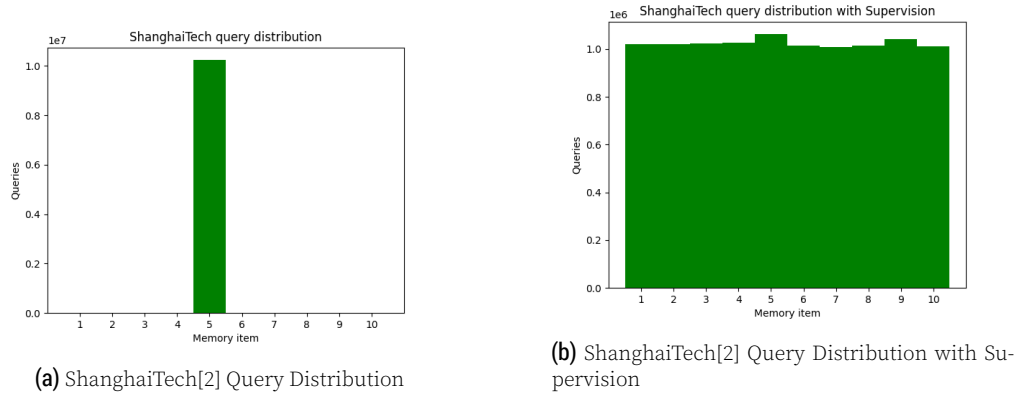 ShanghaiTech query distribution
1e7
1.0
0.8
0.6
0.4
0.2
0.0
Queries
1 2 3 4 5 6 7 8 9 10
Memory item
(a) ShanghaiTech[2] Query Distribution
ShanghaiTech query distribution with Supervision
1e6
1.0
0.8
0.6
0.4
0.2
0.0
Queries
1 2 3 4 5 6 7 8 9 10
Memory item
(b) ShanghaiTech[2] Query Distribution with Su-
pervision